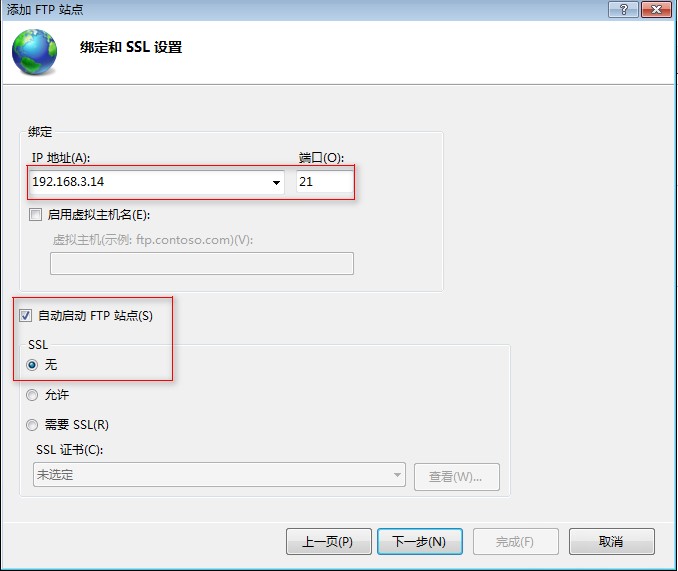 添加 FTP 站点
绑定和 SSL 设置
绑定
IP 地址(A): 端口(O):
192.168.3.14 21
启用虚拟主机名(E):
虚拟主机(示例: ftp.contoso.com)(V):
自动启动 FTP 站点(S)
SSL
无
允许
需要 SSL(R)
SSL 证书(C):
未选定 查看(W)...
上一页(P) 下一步(N) 完成(F) 取消